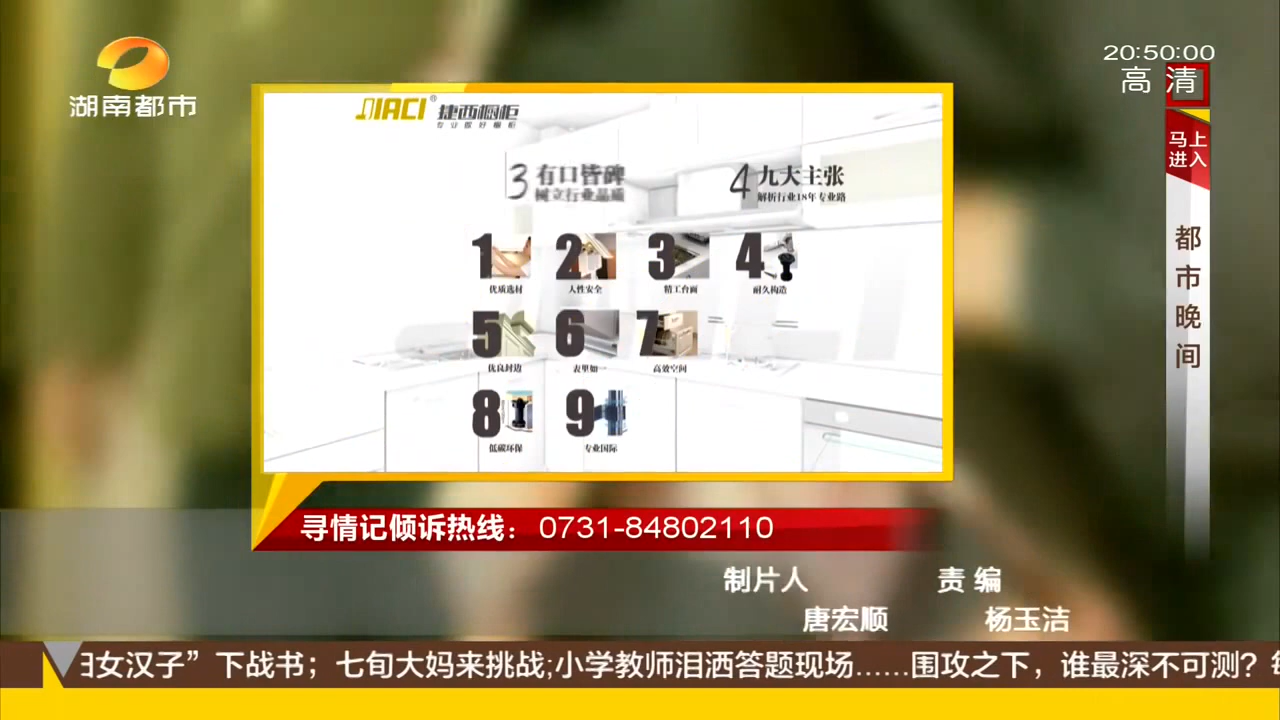 20:50:00
高清
湖南都市
马上
进入
都市晚间
JIACI® 捷西橱柜
专业做好橱柜
3 有口皆碑
树立行业品质
4 九大主张
解析行业18年专业路
1 优质选材
2 人性安全
3 精工台面
4 耐久构造
5 优良封边
6 表里如一
7 高效空间
8 低碳环保
9 专业国际
寻情记倾诉热线：0731-84802110
制片人 责编
唐宏顺 杨玉洁
女汉子”下战书；七旬大妈来挑战;小学教师泪洒答题现场……围攻之下，谁最深不可测？